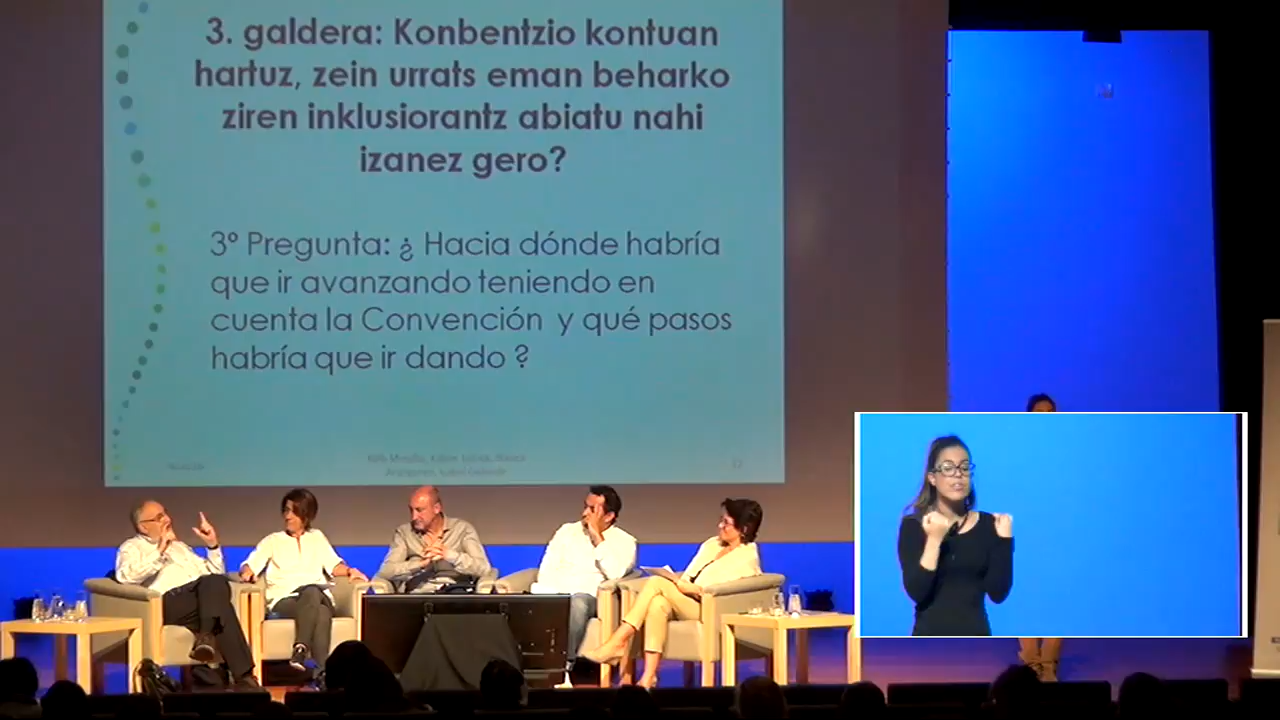 3. galdera: Konbentzio kontuan
hartuz, zein urrats eman beharko
ziren inklusiorantz abiatu nahi
izanez gero?
3º Pregunta: ¿ Hacia dónde habría
que ir avanzando teniendo en
cuenta la Convención y qué pasos
habría que ir dando ?